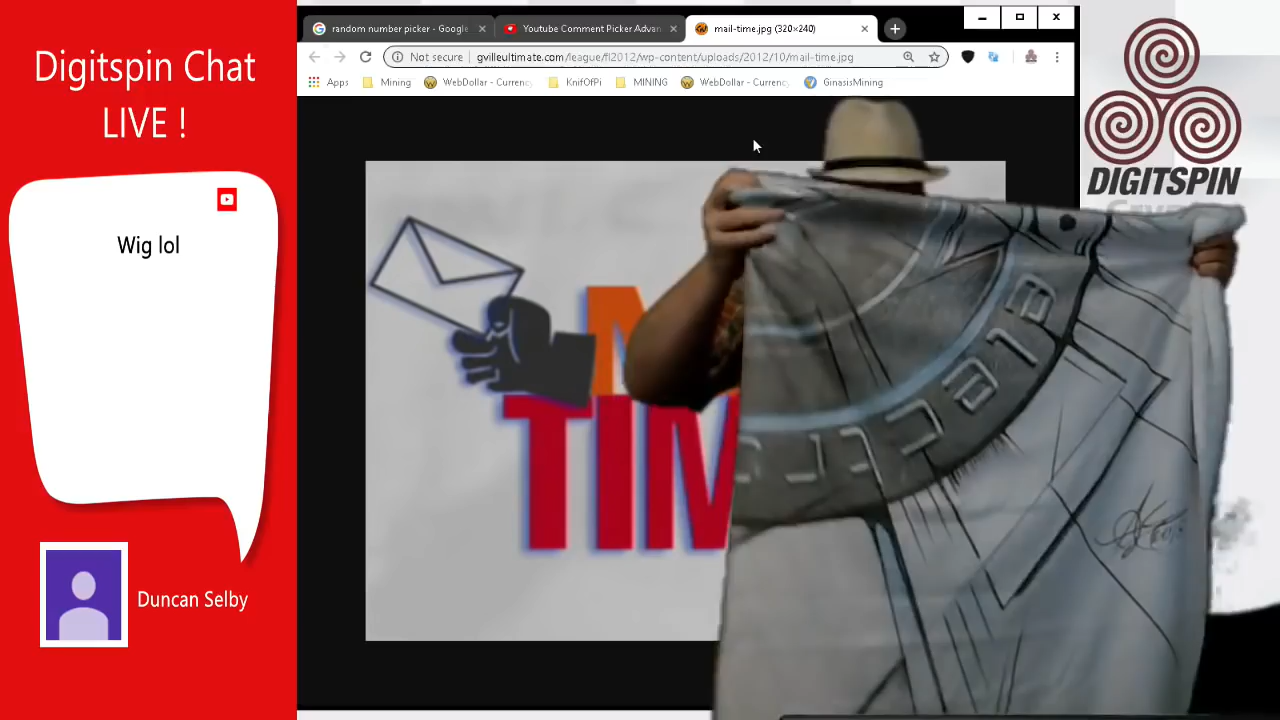 Digitspin Chat
LIVE !
Wig lol
Duncan Selby
random number picker - Google
Youtube Comment Picker Advan
mail-time.jpg (320×240)
Not secure
gvilleultimate.com/league/fl2012/wp-content/uploads/2012/10/mail-time.jpg
Apps
Mining
WebDollar - Currenc
KnifOfPi
MINING
WebDollar - Currenc
GinasisMining
TIM
DIGITSPIN